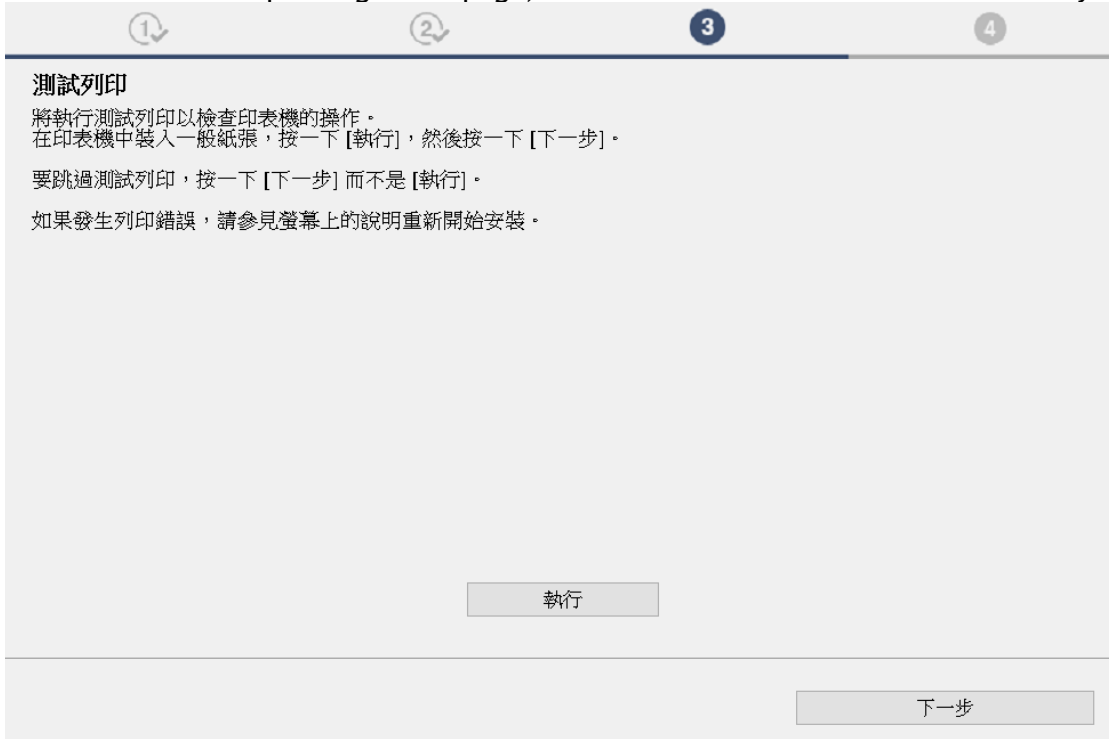 1 2 3 4
測試列印
將執行測試列印以檢查印表機的操作。
在印表機中裝入一般紙張，按一下 [執行]，然後按一下 [下一步]。
要跳過測試列印，按一下 [下一步] 而不是 [執行]。
如果發生列印錯誤，請參見螢幕上的說明重新開始安裝。
執行
下一步